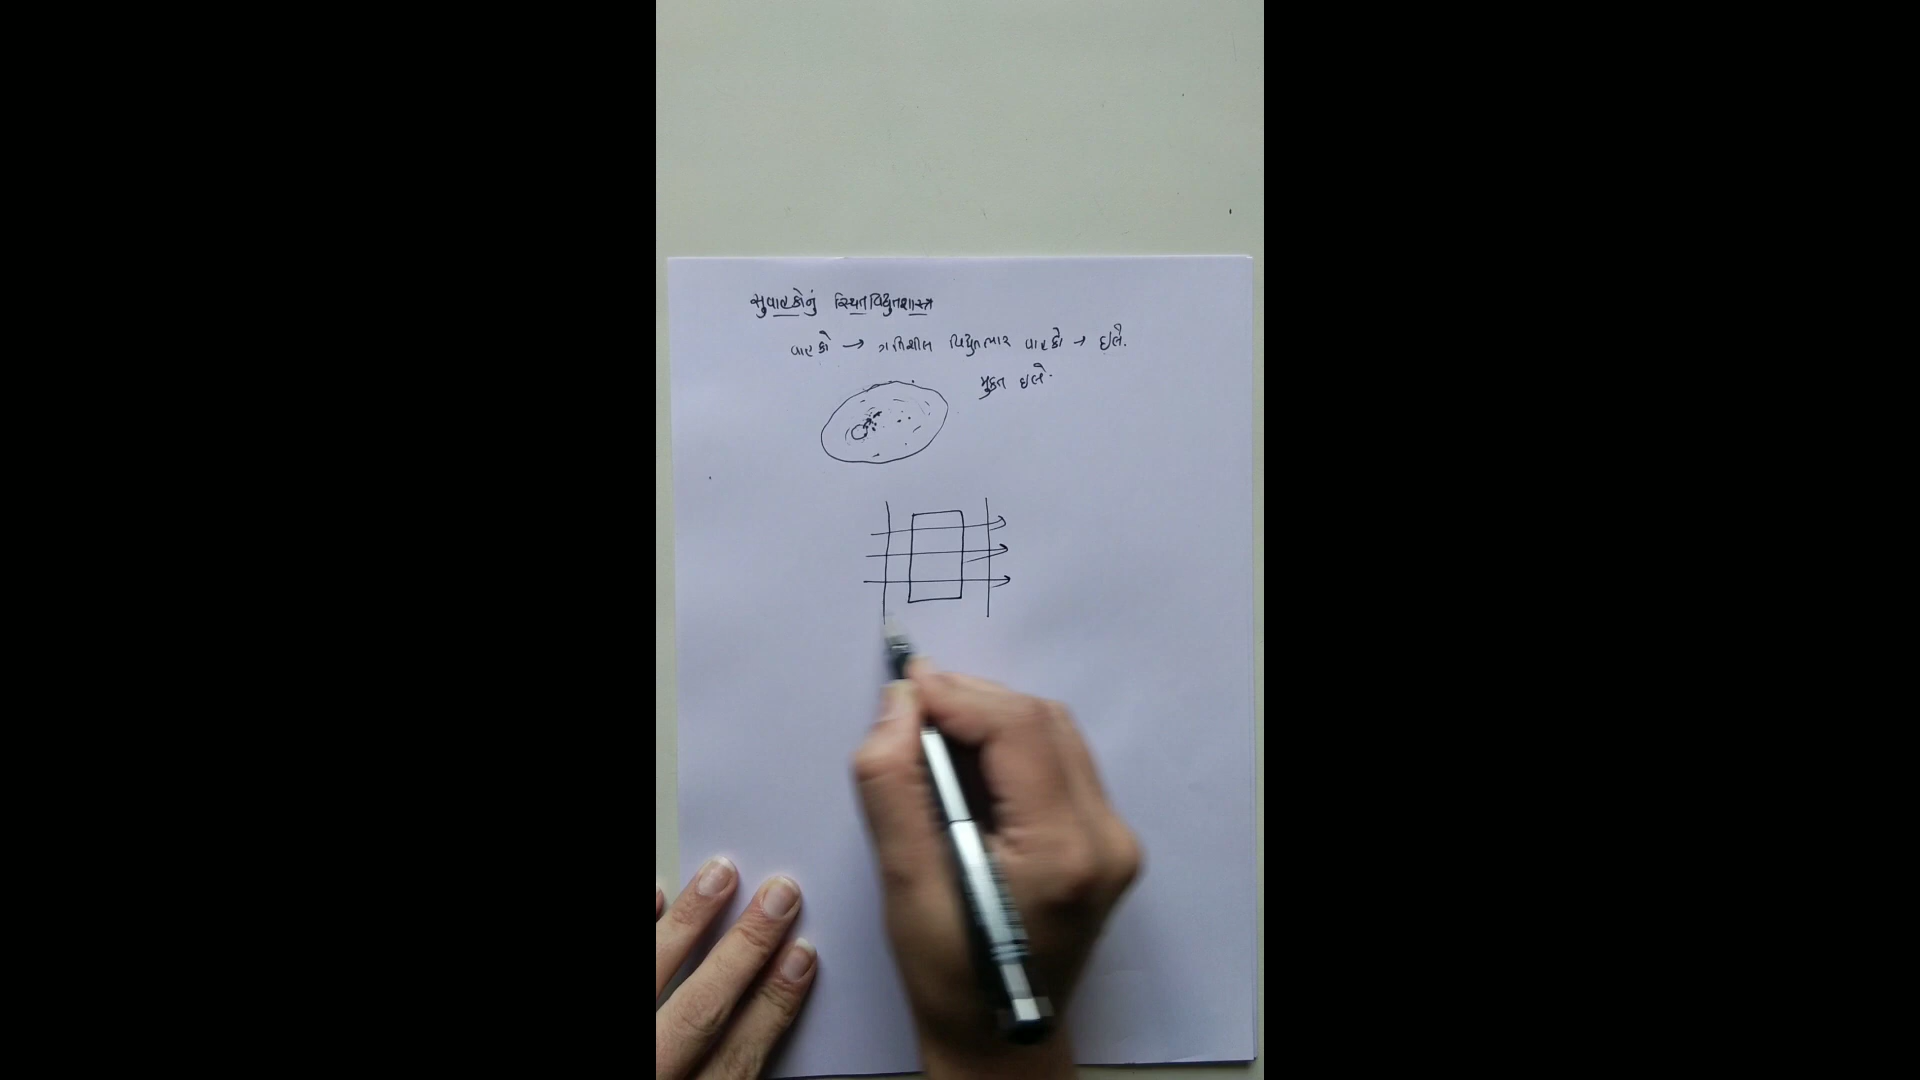 સુવાહકોનું સ્થિતવિદ્યુતશાસ્ત્ર
વાહકો → ગતિશીલ વિદ્યુતભાર વાહકો → ઇલે.
મુક્ત ઇલે.